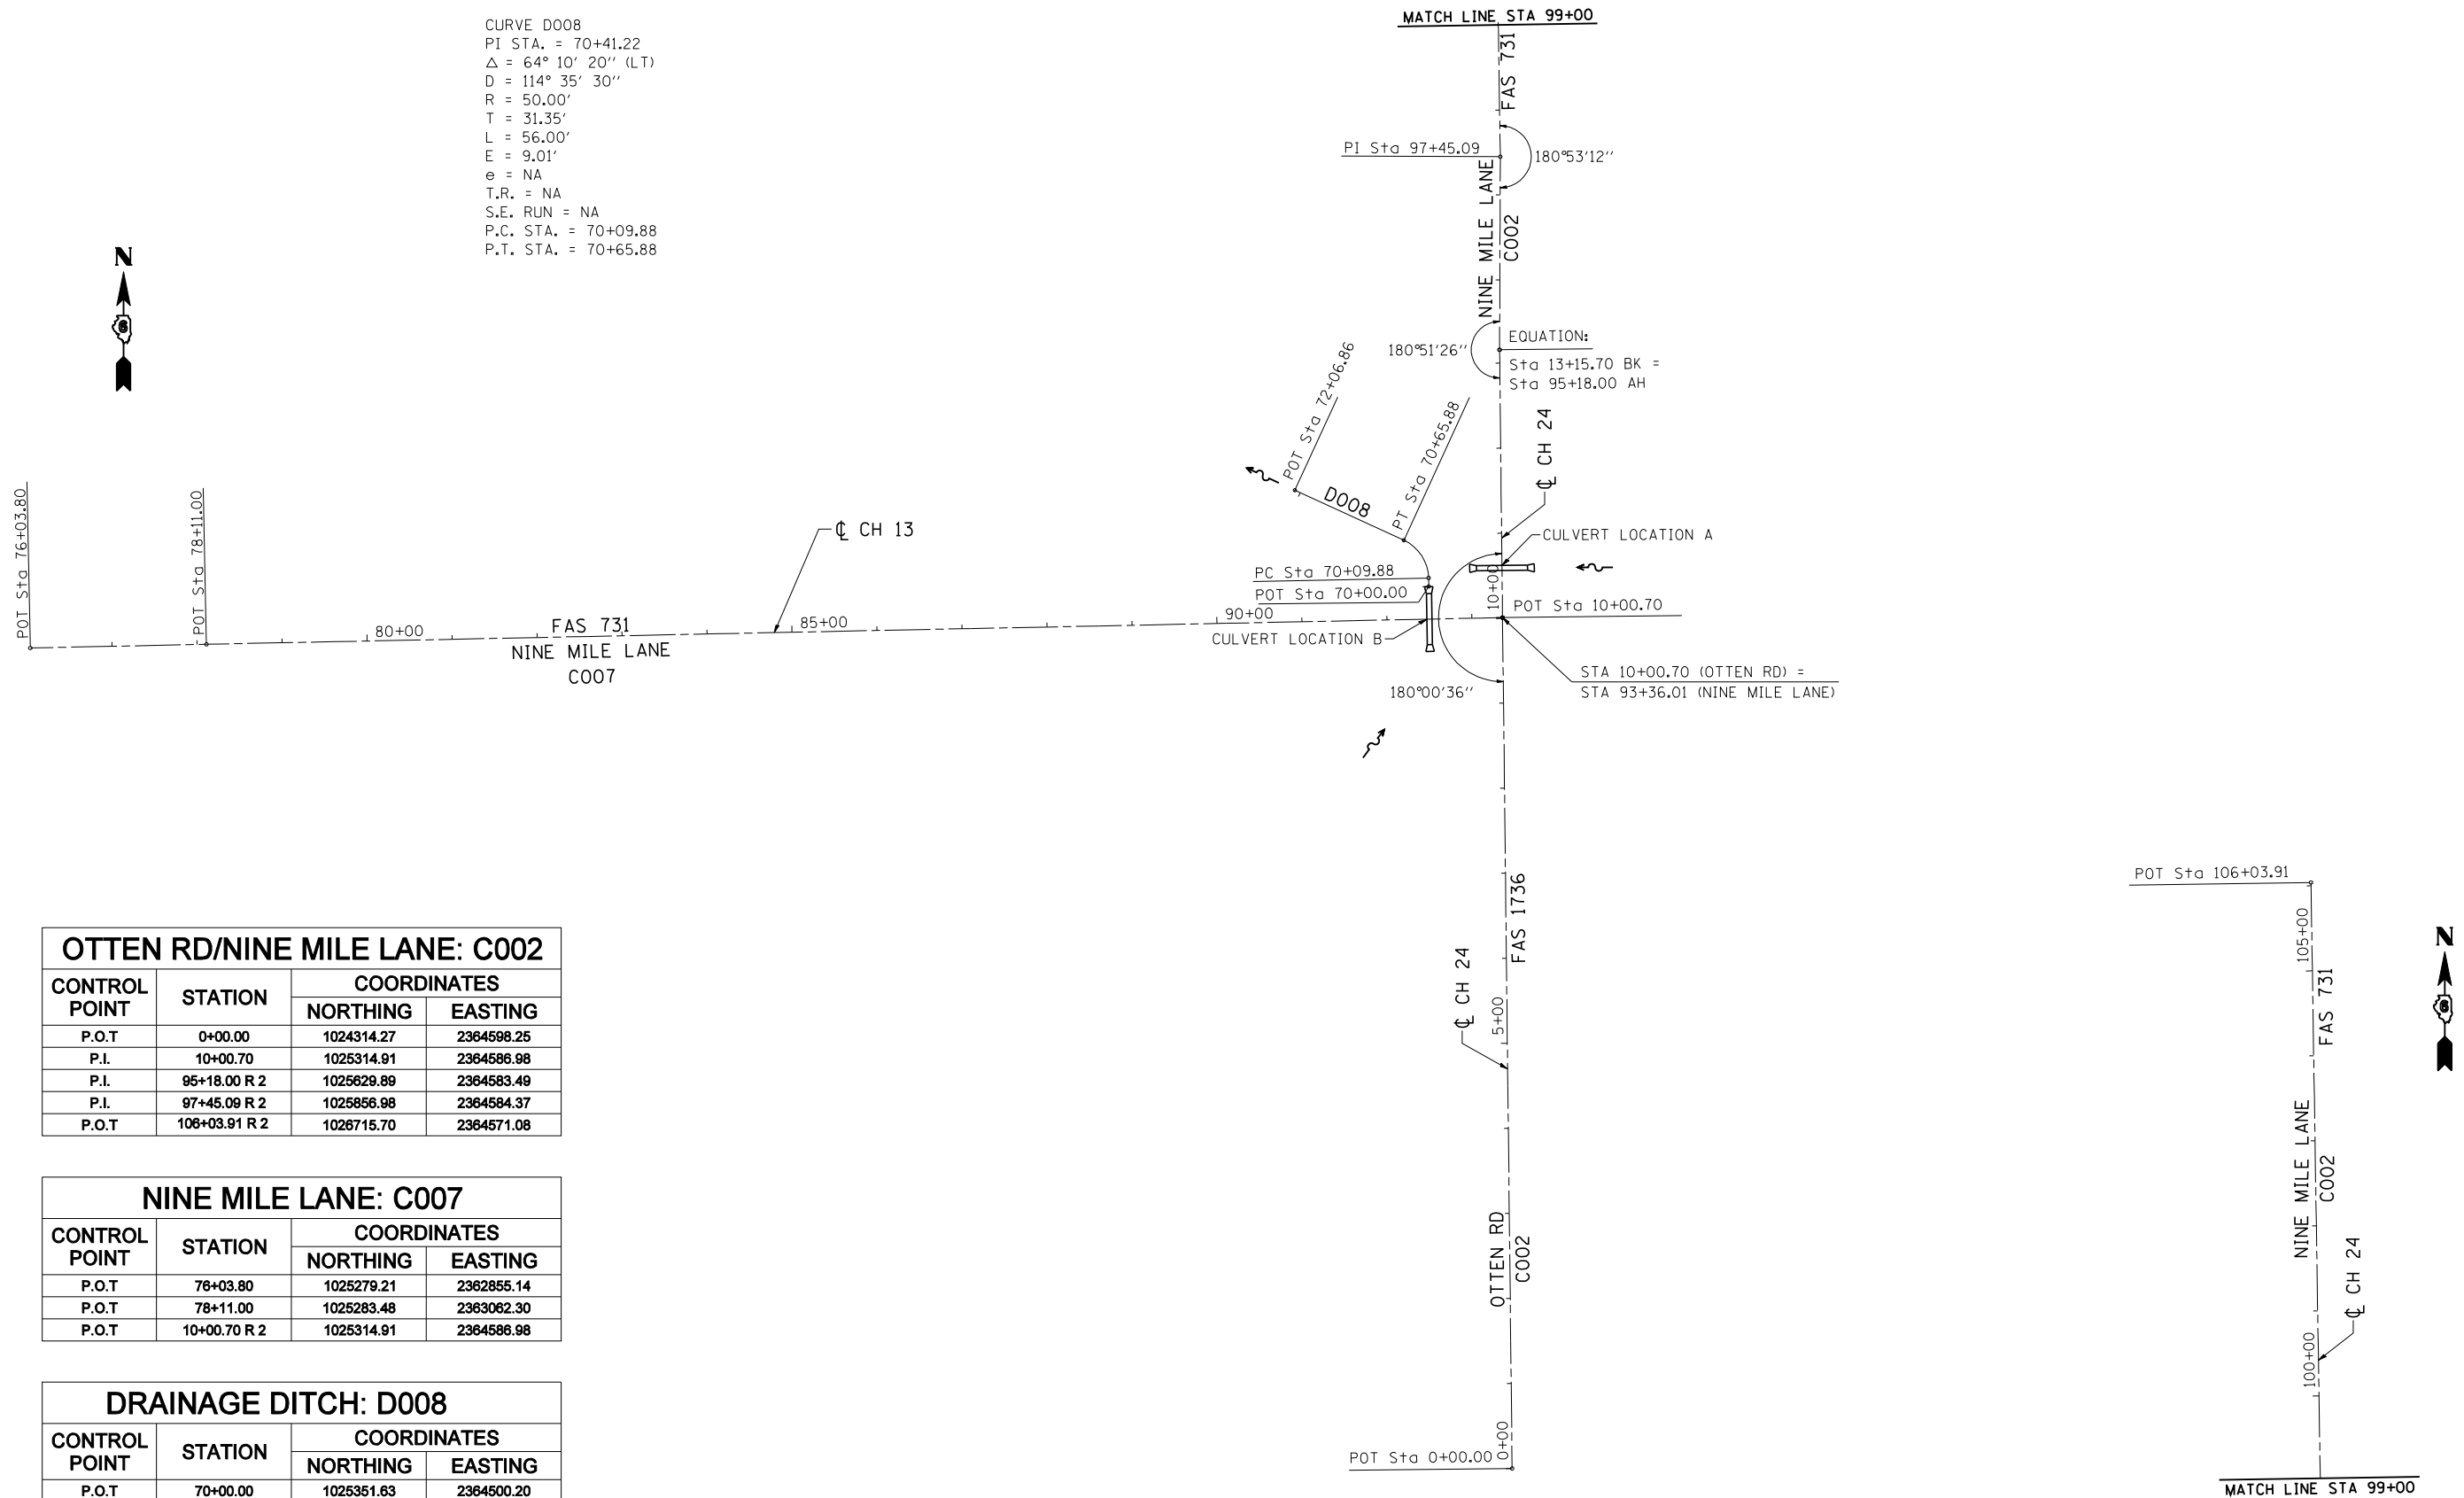 CURVE D008
PI STA. = 70+41.22
△ = 64° 10' 20'' (LT)
D = 114° 35' 30''
R = 50.00'
T = 31.35'
L = 56.00'
E = 9.01'
e = NA
T.R. = NA
S.E. RUN = NA
P.C. STA. = 70+09.88
P.T. STA. = 70+65.88
MATCH LINE STA 99+00
FAS 731
PI Sta 97+45.09
180°53'12''
NINE MILE LANE
C002
N
6
180°51'26''
EQUATION:
Sta 13+15.70 BK =
Sta 95+18.00 AH
POT Sta 72+06.86
PT Sta 70+65.88
D008
℄ CH 24
CULVERT LOCATION A
PC Sta 70+09.88
POT Sta 70+00.00
10+00
POT Sta 10+00.70
POT Sta 76+03.80
POT Sta 78+11.00
℄ CH 13
80+00
FAS 731
85+00
90+00
NINE MILE LANE
C007
CULVERT LOCATION B
180°00'36''
STA 10+00.70 (OTTEN RD) =
STA 93+36.01 (NINE MILE LANE)
FAS 1736
℄ CH 24
5+00
OTTEN RD
C002
0+00
POT Sta 0+00.00
POT Sta 106+03.91
105+00
FAS 731
N
6
NINE MILE LANE
C002
℄ CH 24
100+00
MATCH LINE STA 99+00
OTTEN RD/NINE MILE LANE: C002
CONTROL POINT STATION COORDINATES
NORTHING EASTING
P.O.T 0+00.00 1024314.27 2364598.25
P.I. 10+00.70 1025314.91 2364586.98
P.I. 95+18.00 R 2 1025629.89 2364583.49
P.I. 97+45.09 R 2 1025856.98 2364584.37
P.O.T 106+03.91 R 2 1026715.70 2364571.08
NINE MILE LANE: C007
CONTROL POINT STATION COORDINATES
NORTHING EASTING
P.O.T 76+03.80 1025279.21 2362855.14
P.O.T 78+11.00 1025283.48 2363062.30
P.O.T 10+00.70 R 2 1025314.91 2364586.98
DRAINAGE DITCH: D008
CONTROL POINT STATION COORDINATES
NORTHING EASTING
P.O.T 70+00.00 1025351.63 2364500.20